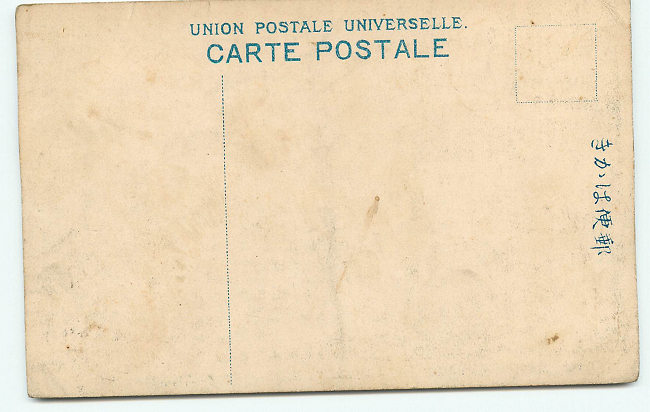 UNION POSTALE UNIVERSELLE.
CARTE POSTALE
郵便はかき